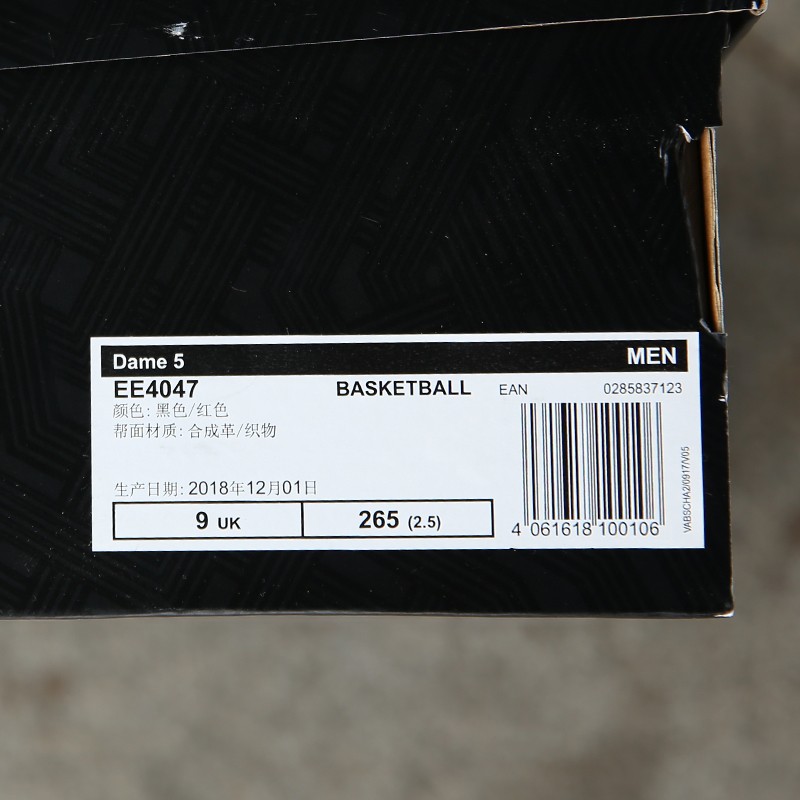 Dame 5 MEN
EE4047 BASKETBALL EAN 0285837123
颜色: 黑色/红色
帮面材质: 合成革/织物
生产日期: 2018年12月01日
9 UK 265 (2.5)
4 061618 100106
VABSCHA2/0917/V05